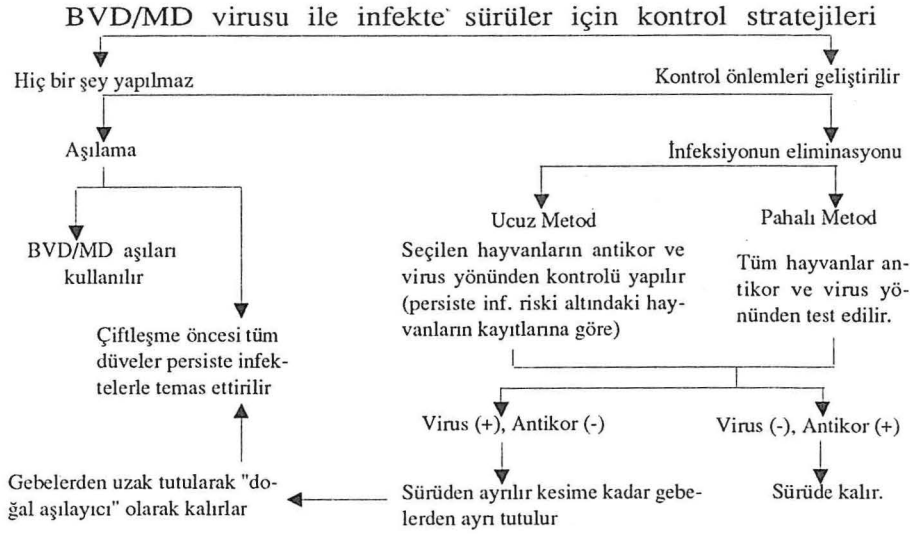 BVD/MD virusu ile infekte sürüler için kontrol stratejileri
Hiç bir şey yapılmaz
Kontrol önlemleri geliştirilir
Aşılama
İnfeksiyonun eliminasyonu
Ucuz Metod
Seçilen hayvanların antikor ve
virus yönünden kontrolü yapılır
(persiste inf. riski altındaki hay-
vanların kayıtlarına göre)
Pahalı Metod
Tüm hayvanlar an-
tikor ve virus yö-
nünden test edilir.
BVD/MD aşıları
kullanılır
Çiftleşme öncesi tüm
düveler persiste infek-
telerle temas ettirilir
Virus (+), Antikor (-)
Virus (-), Antikor (+)
Gebelerden uzak tutularak "do-
ğal aşılayıcı" olarak kalırlar
Sürüden ayrılır kesime kadar gebe-
lerden ayrı tutulur
Sürüde kalır.